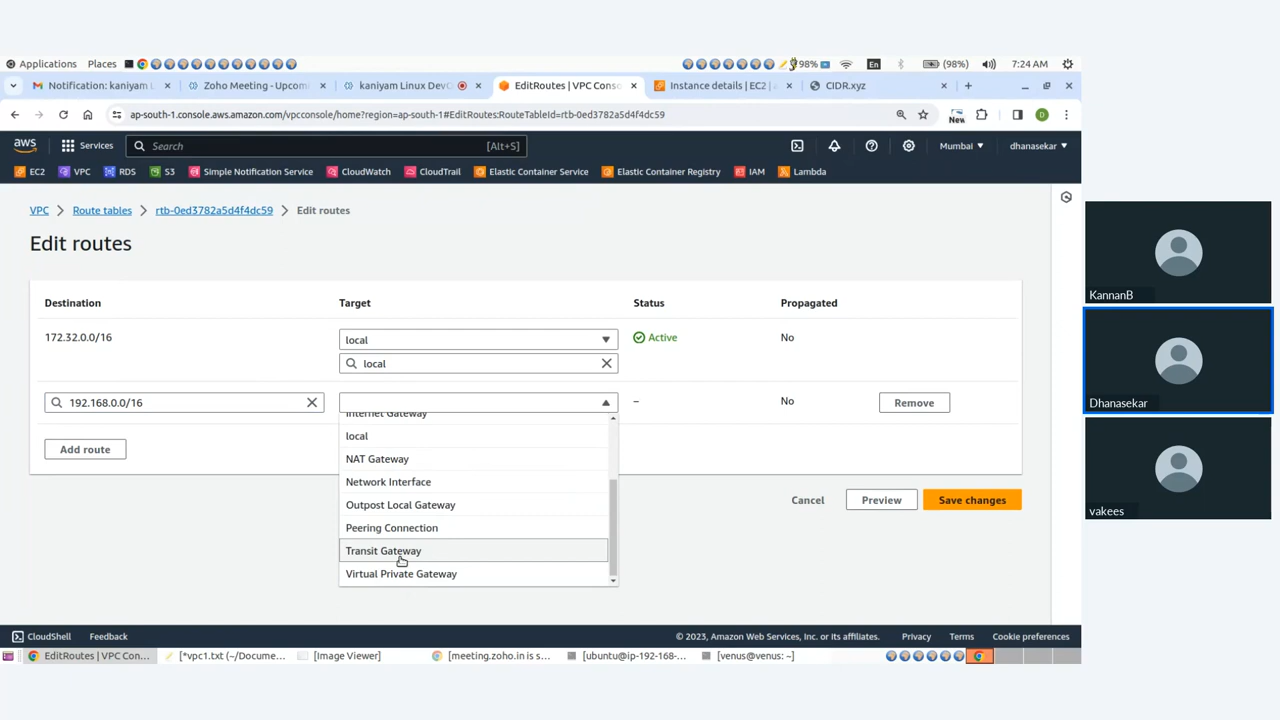 Applications Places 98% En (98%) 7:24 AM
Notification: kaniyam L Zoho Meeting - Upcom kaniyam Linux DevO EditRoutes | VPC Conso Instance details | EC2 | a CIDR.xyz
ap-south-1.console.aws.amazon.com/vpcconsole/home?region=ap-south-1#EditRoutes:RouteTableId=rtb-0ed3782a5d4f4dc59 New D
aws Services Search [Alt+S] Mumbai dhanasekar
EC2 VPC RDS S3 Simple Notification Service CloudWatch CloudTrail Elastic Container Service Elastic Container Registry IAM Lambda
VPC Route tables rtb-0ed3782a5d4f4dc59 Edit routes
Edit routes
Destination Target Status Propagated
172.32.0.0/16 local Active No
local
192.168.0.0/16 – No Remove
Internet Gateway
local
NAT Gateway
Network Interface
Outpost Local Gateway
Peering Connection
Transit Gateway
Virtual Private Gateway
Add route
Cancel Preview Save changes
CloudShell Feedback © 2023, Amazon Web Services, Inc. or its affiliates. Privacy Terms Cookie preferences
EditRoutes | VPC Con... [*vpc1.txt (~/Docume... [Image Viewer] [meeting.zoho.in is s... [ubuntu@ip-192-168-... [venus@venus: ~]
KannanB
Dhanasekar
vakees